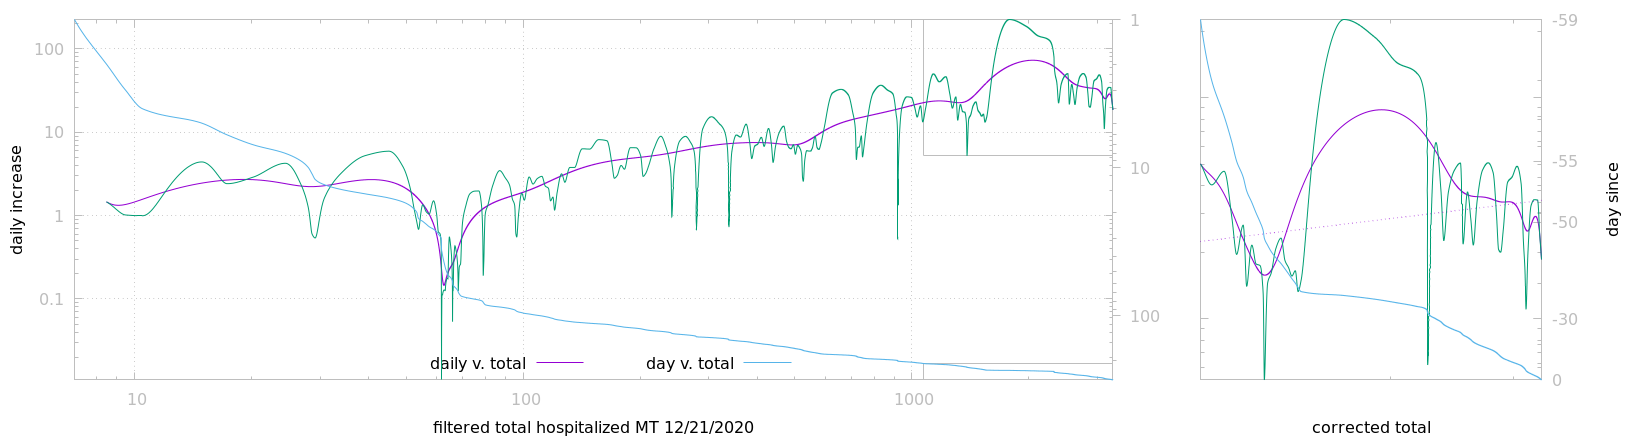 100
10
1
0.1
daily increase
10
100
1000
daily v. total
day v. total
filtered total hospitalized MT 12/21/2020
1
10
100
-59
-55
-50
-30
0
day since
corrected total